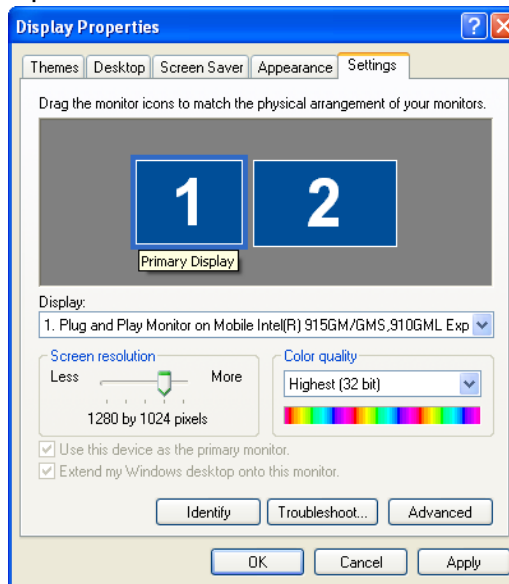 Display Properties
Themes Desktop Screen Saver Appearance Settings
Drag the monitor icons to match the physical arrangement of your monitors.
1 2
Primary Display
Display:
1. Plug and Play Monitor on Mobile Intel(R) 915GM/GMS,910GML Exp
Screen resolution
Less More
1280 by 1024 pixels
Color quality
Highest (32 bit)
Use this device as the primary monitor.
Extend my Windows desktop onto this monitor.
Identify Troubleshoot... Advanced
OK Cancel Apply